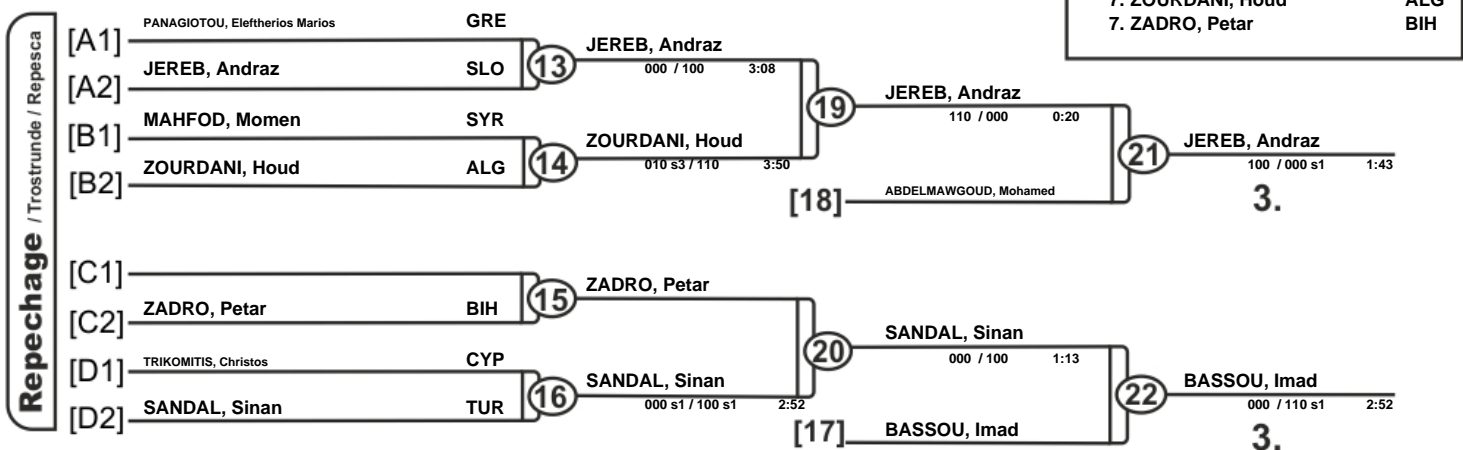 7. ZOURDANI, Houd ALG
7. ZADRO, Petar BIH
Repechage / Trostrunde / Repesca
[A1] PANAGIOTOU, Eleftherios Marios GRE
[A2] JEREB, Andraz SLO
13
JEREB, Andraz
000 / 100 3:08
[B1] MAHFOD, Momen SYR
[B2] ZOURDANI, Houd ALG
14
ZOURDANI, Houd
010 s3 / 110 3:50
19
JEREB, Andraz
110 / 000 0:20
[18] ABDELMAWGOUD, Mohamed
21
JEREB, Andraz
100 / 000 s1 1:43
3.
[C1]
[C2] ZADRO, Petar BIH
15
ZADRO, Petar
[D1] TRIKOMITIS, Christos CYP
[D2] SANDAL, Sinan TUR
16
SANDAL, Sinan
000 s1 / 100 s1 2:52
20
SANDAL, Sinan
000 / 100 1:13
[17] BASSOU, Imad
22
BASSOU, Imad
000 / 110 s1 2:52
3.